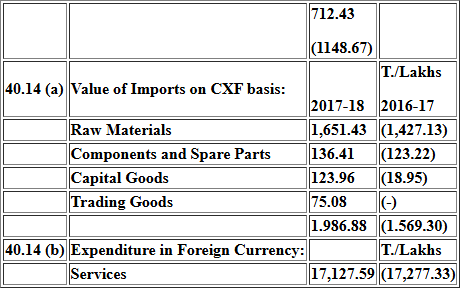 712.43
(1148.67)
40.14 (a) Value of Imports on CXF basis: 2017-18 T./Lakhs 2016-17
Raw Materials 1,651.43 (1,427.13)
Components and Spare Parts 136.41 (123.22)
Capital Goods 123.96 (18.95)
Trading Goods 75.08 (-)
1.986.88 (1.569.30)
40.14 (b) Expenditure in Foreign Currency: T./Lakhs
Services 17,127.59 (17,277.33)